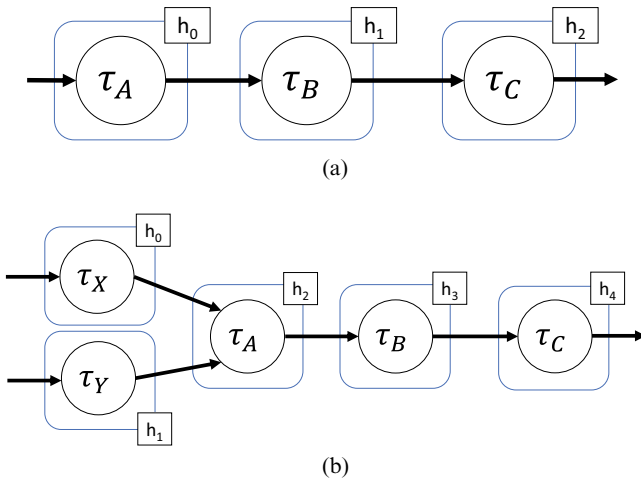 h₀ h₁ h₂
τ_A τ_B τ_C
(a)
h₀
τ_X
h₂ h₃ h₄
τ_A τ_B τ_C
τ_Y
h₁
(b)